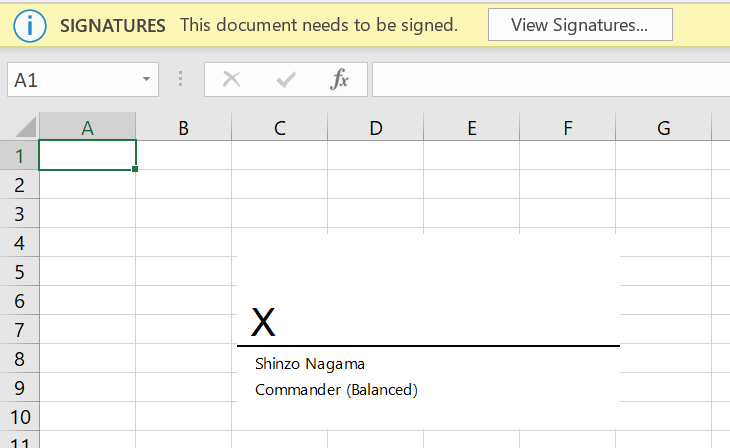 SIGNATURES This document needs to be signed. View Signatures...
A1 fx
A B C D E F G
1
2
3
4
5
6
X
7
8
Shinzo Nagama
9
Commander (Balanced)
10
11